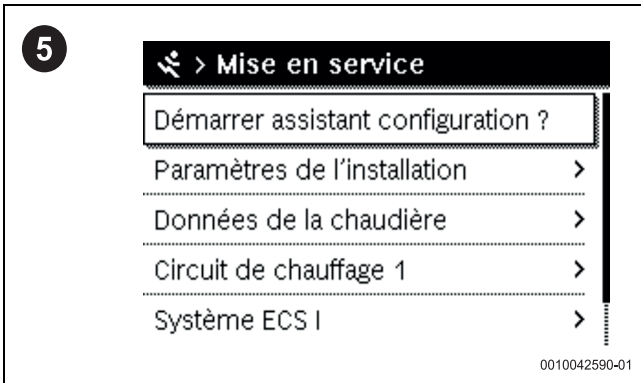 5
> Mise en service
Démarrer assistant configuration ?
Paramètres de l'installation >
Données de la chaudière >
Circuit de chauffage 1 >
Système ECS I >
0010042590-01